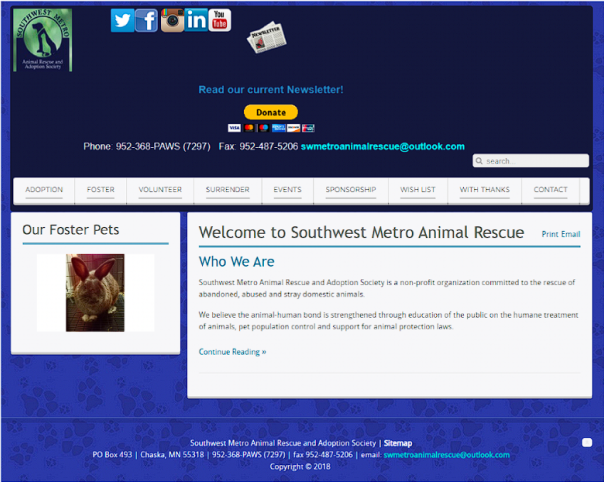 SOUTHWEST METRO
Animal Rescue and
Adoption Society
in
You
Tube
NEWSLETTER
Read our current Newsletter!
Donate
VISA
Phone: 952-368-PAWS (7297) Fax: 952-487-5206 swmetroanimalrescue@outlook.com
search...
ADOPTION FOSTER VOLUNTEER SURRENDER EVENTS SPONSORSHIP WISH LIST WITH THANKS CONTACT
Our Foster Pets
Welcome to Southwest Metro Animal Rescue
Print Email
Who We Are
Southwest Metro Animal Rescue and Adoption Society is a non-profit organization committed to the rescue of
abandoned, abused and stray domestic animals.
We believe the animal-human bond is strengthened through education of the public on the humane treatment
of animals, pet population control and support for animal protection laws.
Continue Reading »
Southwest Metro Animal Rescue and Adoption Society | Sitemap
PO Box 493 | Chaska, MN 55318 | 952-368-PAWS (7297) | fax 952-487-5206 | email: swmetroanimalrescue@outlook.com
Copyright © 2018